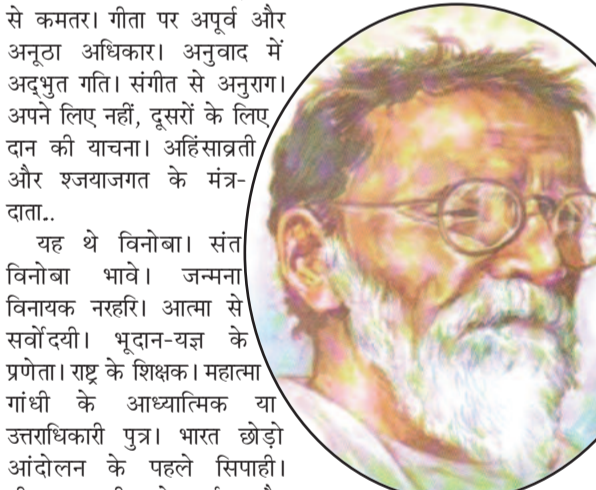 से कमतर। गीता पर अपूर्व और
अनूठा अधिकार। अनुवाद में
अद्भुत गति। संगीत से अनुराग।
अपने लिए नहीं, दूसरों के लिए
दान की याचना। अहिंसाव्रती
और श्जयाजगत के मंत्र-
दाता..
यह थे विनोबा। संत
विनोबा भावे। जन्मना
विनायक नरहरि। आत्मा से
सर्वोदयी। भूदान-यज्ञ के
प्रणेता। राष्ट्र के शिक्षक। महात्मा
गांधी के आध्यात्मिक या
उत्तराधिकारी पुत्र। भारत छोड़ो
आंदोलन के पहले सिपाही।